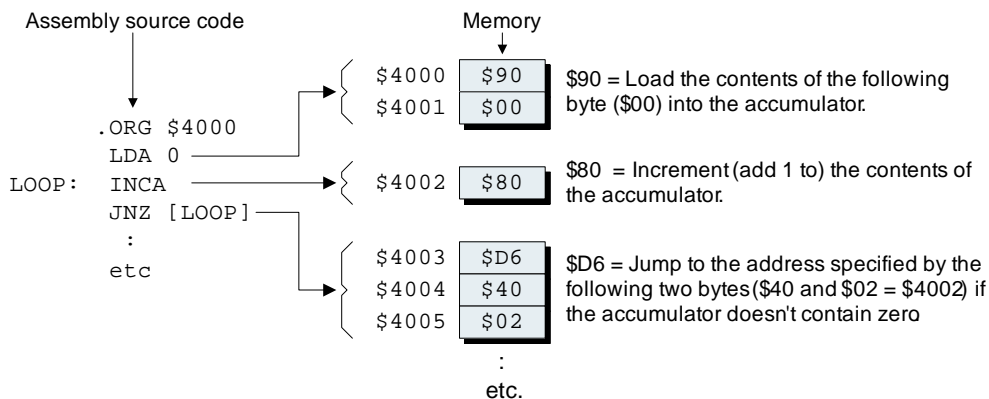 Assembly source code
Memory
.ORG $4000
LDA 0
LOOP: INCA
JNZ [LOOP]
:
etc
$4000 $90
$4001 $00
$90 = Load the contents of the following
byte ($00) into the accumulator.
$4002 $80
$80 = Increment (add 1 to) the contents of
the accumulator.
$4003 $D6
$4004 $40
$4005 $02
$D6 = Jump to the address specified by the
following two bytes ($40 and $02 = $4002) if
the accumulator doesn't contain zero
:
etc.